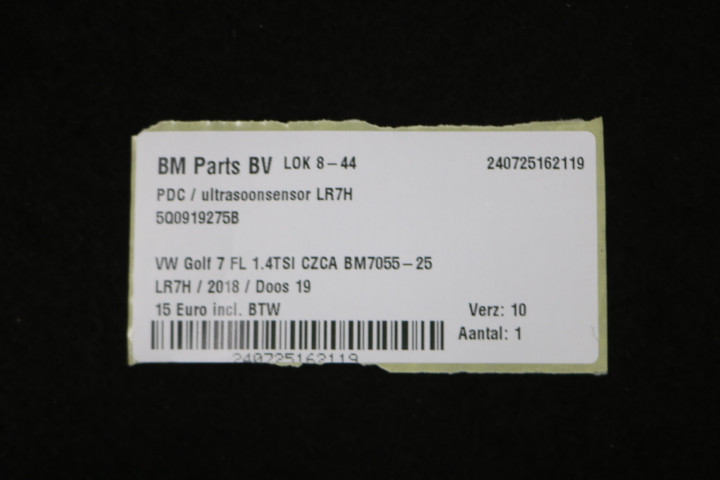 BM Parts BV LOK 8-44 240725162119
PDC / ultrasoonsensor LR7H
5Q0919275B
VW Golf 7 FL 1.4TSI CZCA BM7055-25
LR7H / 2018 / Doos 19
15 Euro incl. BTW Verz: 10
Aantal: 1
240725162119